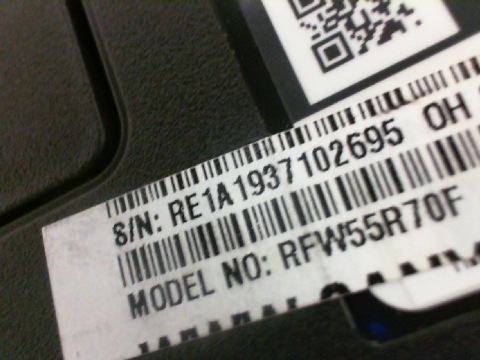 S/N: RE1A1937102695 OH
MODEL NO: RFW55R70F